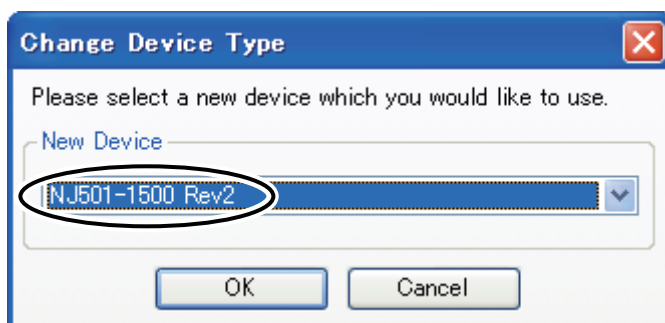 Change Device Type
Please select a new device which you would like to use.
New Device
NJ501-1500 Rev2
OK
Cancel